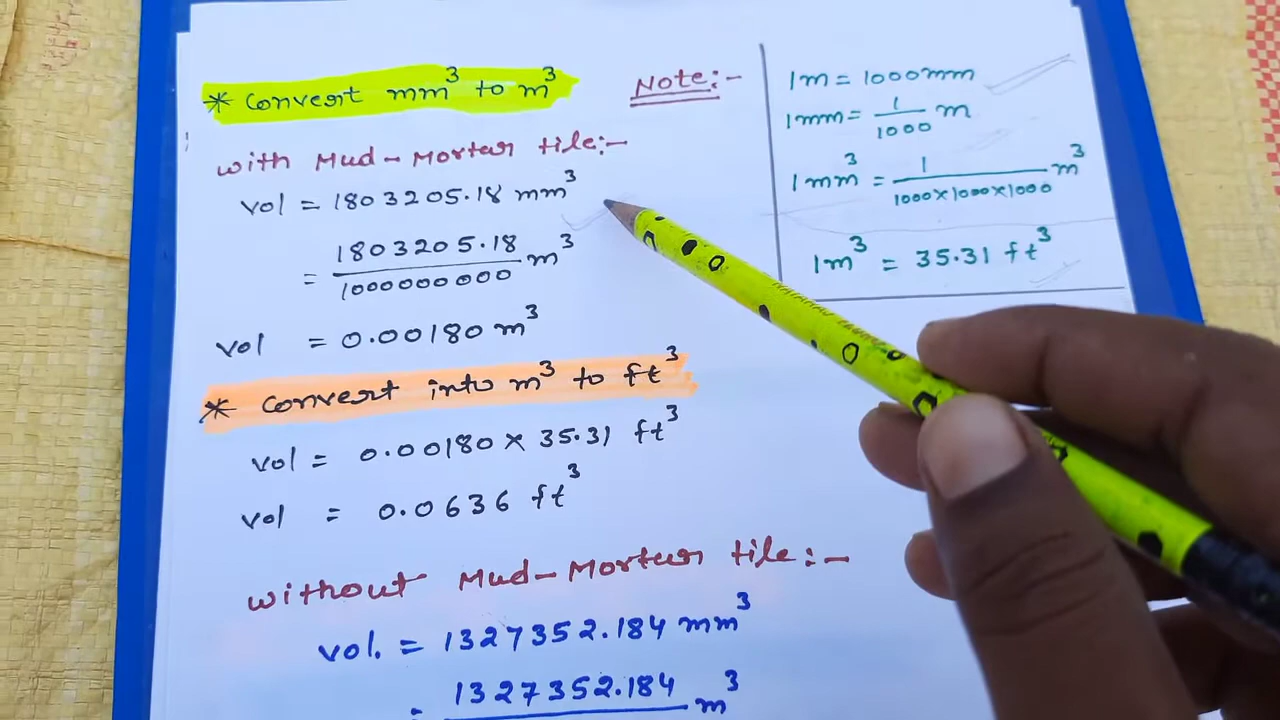 * Convert mm³ to m³
Note:-
with Mud-Mortar tile:-
vol = 1803205.18 mm³
= 1803205.18 / 1000000000 m³
vol = 0.00180 m³
* Convert into m³ to ft³
vol = 0.00180 × 35.31 ft³
vol = 0.0636 ft³
without Mud-Mortar tile:-
vol. = 1327352.184 mm³
= 1327352.184 m³
1m = 1000mm
1mm = 1/1000 m
1mm³ = 1/1000×1000×1000 m³
1m³ = 35.31 ft³